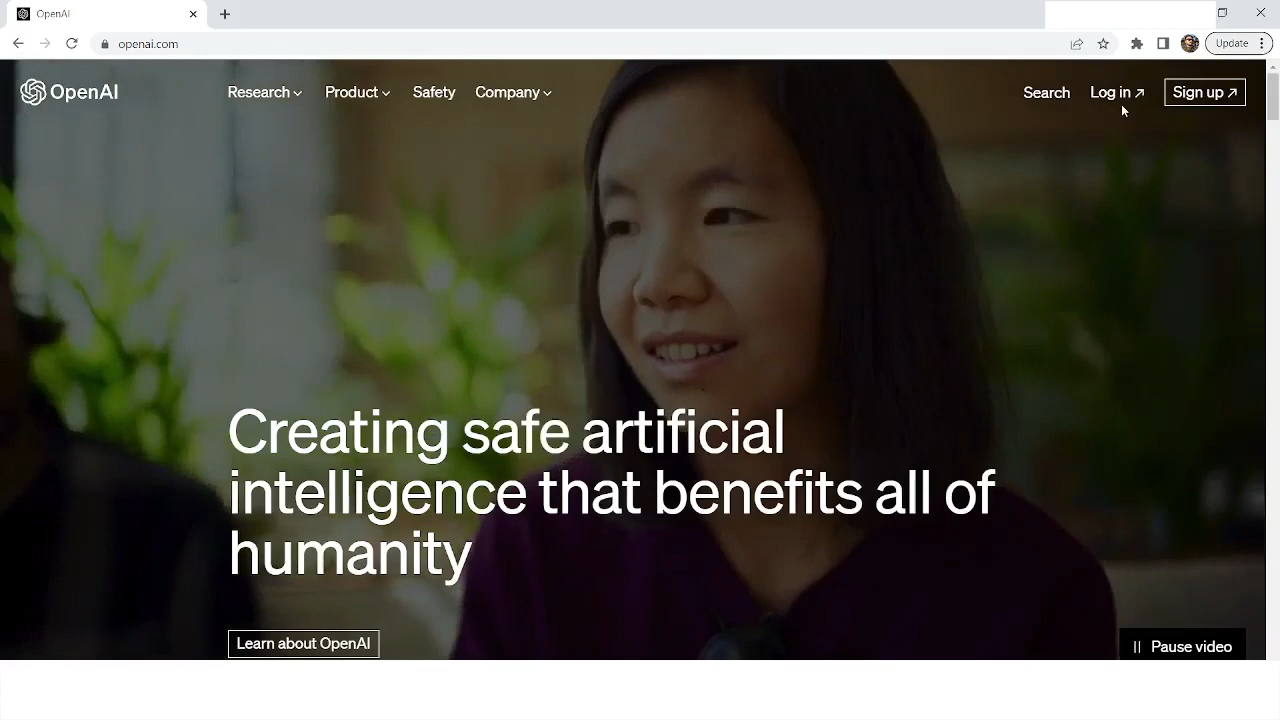 OpenAI
openai.com
Update
OpenAI
Research
Product
Safety
Company
Search
Log in
Sign up
Creating safe artificial
intelligence that benefits all of
humanity
Learn about OpenAI
Pause video